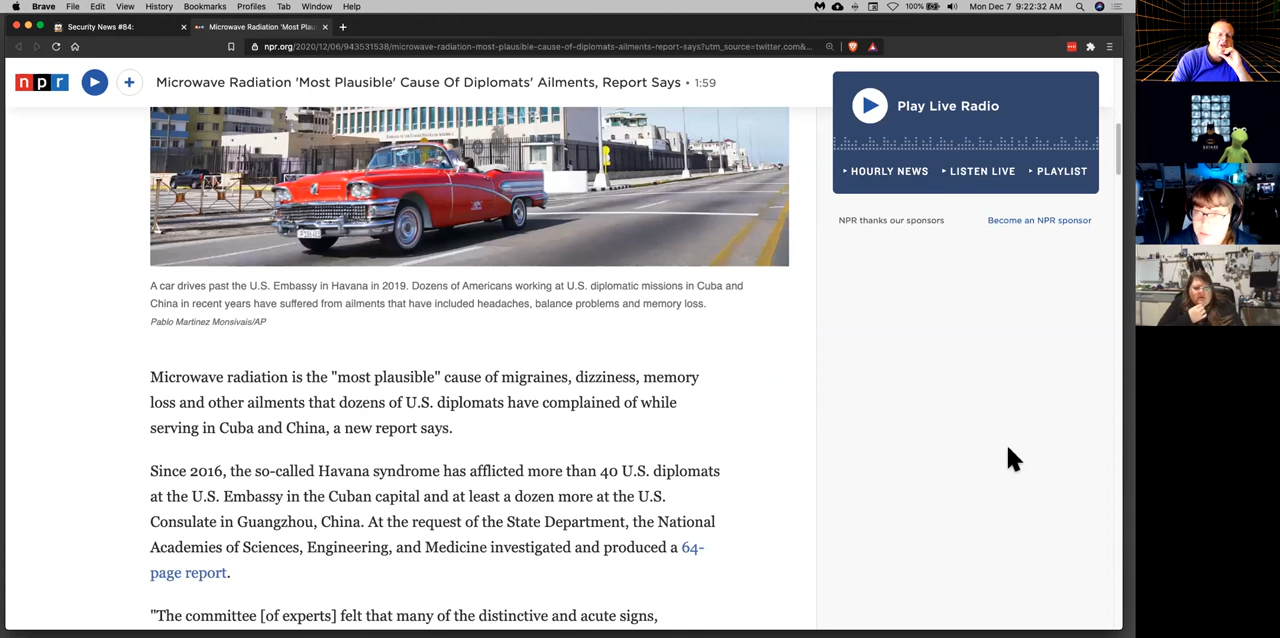 Brave File Edit View History Bookmarks Profiles Tab Window Help 100% Mon Dec 7 9:22:32 AM
Security News #84: Microwave Radiation 'Most Plau
npr.org/2020/12/06/943531538/microwave-radiation-most-plausible-cause-of-diplomats-ailments-report-says?utm_source=twitter.com&...
npr Microwave Radiation 'Most Plausible' Cause Of Diplomats' Ailments, Report Says • 1:59
Play Live Radio
HOURLY NEWS LISTEN LIVE PLAYLIST
NPR thanks our sponsors Become an NPR sponsor
A car drives past the U.S. Embassy in Havana in 2019. Dozens of Americans working at U.S. diplomatic missions in Cuba and
China in recent years have suffered from ailments that have included headaches, balance problems and memory loss.
Pablo Martinez Monsivais/AP
Microwave radiation is the "most plausible" cause of migraines, dizziness, memory
loss and other ailments that dozens of U.S. diplomats have complained of while
serving in Cuba and China, a new report says.
Since 2016, the so-called Havana syndrome has afflicted more than 40 U.S. diplomats
at the U.S. Embassy in the Cuban capital and at least a dozen more at the U.S.
Consulate in Guangzhou, China. At the request of the State Department, the National
Academies of Sciences, Engineering, and Medicine investigated and produced a 64-
page report.
"The committee [of experts] felt that many of the distinctive and acute signs,